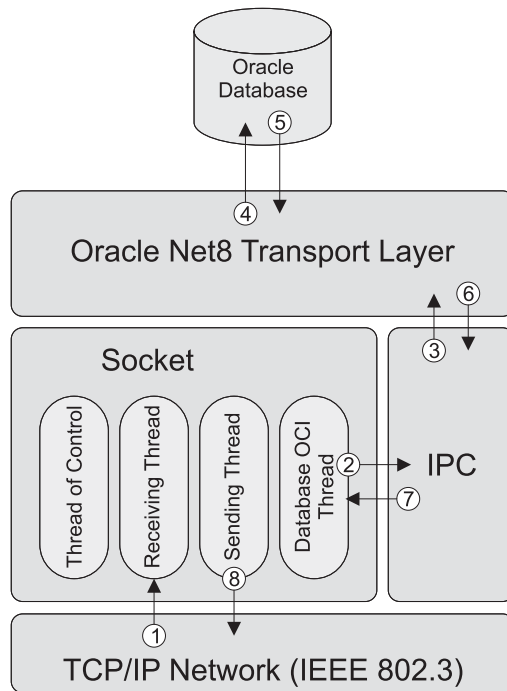 Oracle
Database
5
4
Oracle Net8 Transport Layer
6
3
Socket
Thread of Control
Receiving Thread
Sending Thread
Database OCI
Thread
2
IPC
7
8
1
TCP/IP Network (IEEE 802.3)